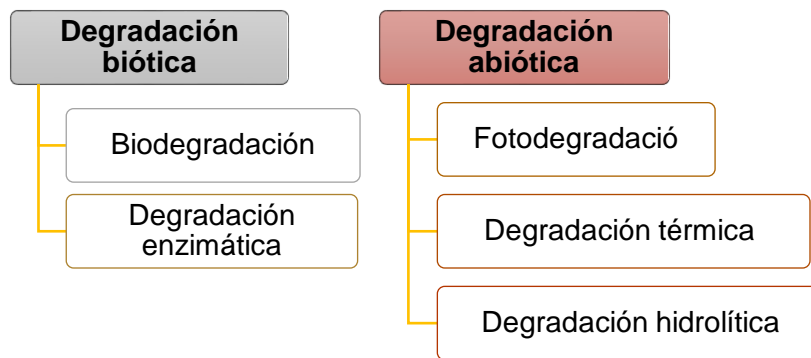 Degradación
biótica
Biodegradación
Degradación
enzimática
Degradación
abiótica
Fotodegradació
Degradación térmica
Degradación hidrolítica